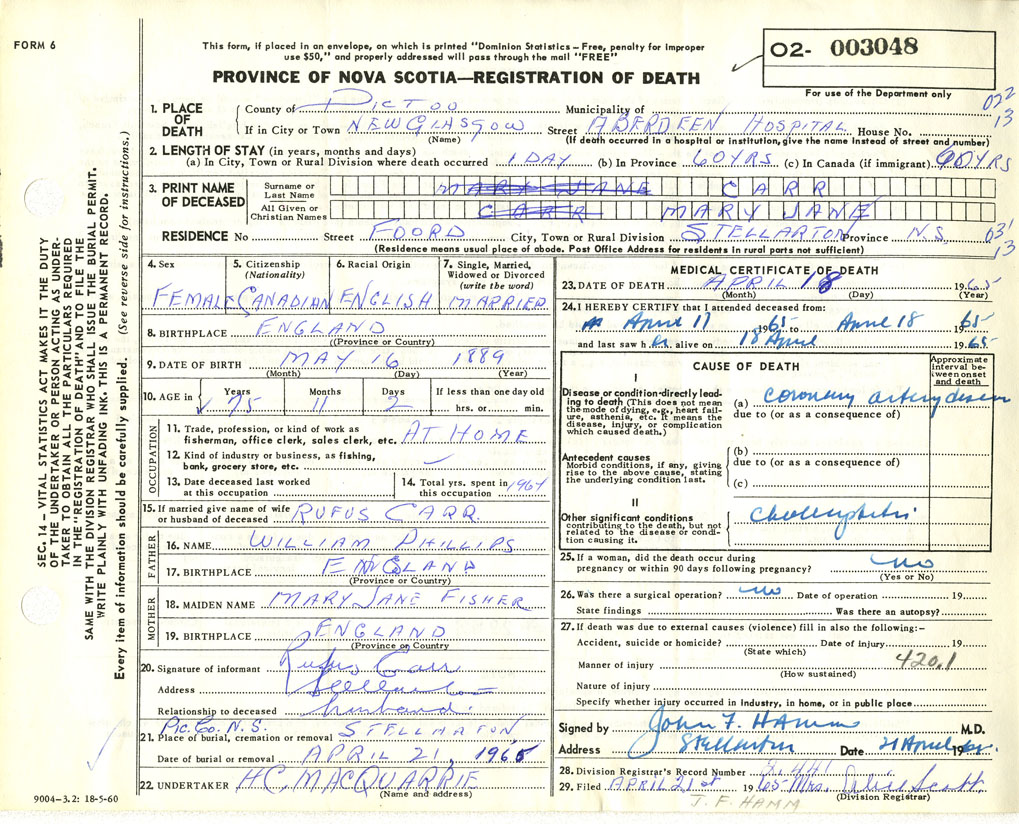 FORM 6
This form, if placed in an envelope, on which is printed "Dominion Statistics – Free, penalty for improper
use $50," and properly addressed will pass through the mail "FREE"
O2- 003048
For use of the Department only
PROVINCE OF NOVA SCOTIA—REGISTRATION OF DEATH
022
13
1. PLACE OF DEATH County of PICTOU Municipality of
If in City or Town NEW GLASGOW (Name) Street ABERDEEN HOSPITAL House No.
(If death occurred in a hospital or institution, give the name instead of street and number)
2. LENGTH OF STAY (in years, months and days)
(a) In City, Town or Rural Division where death occurred 1 DAY (b) In Province 60 YRS (c) In Canada (if immigrant) 60 YRS
3. PRINT NAME OF DECEASED
Surname or Last Name MARY JANE CARR
All Given or Christian Names CARR MARY JANE
RESIDENCE No Street FOORD City, Town or Rural Division STELLARTON Province N.S. 031
13
(Residence means usual place of abode. Post Office Address for residents in rural parts not sufficient)
4. Sex FEMALE
5. Citizenship (Nationality) CANADIAN
6. Racial Origin ENGLISH
7. Single, Married, Widowed or Divorced (write the word) MARRIED
8. BIRTHPLACE ENGLAND
(Province or Country)
9. DATE OF BIRTH MAY 16 1889
(Month) (Day) (Year)
10. AGE in Years 75 Months 11 Days 2 If less than one day old hrs. or min.
OCCUPATION
11. Trade, profession, or kind of work as
fisherman, office clerk, sales clerk, etc. AT HOME
12. Kind of industry or business, as fishing,
bank, grocery store, etc.
13. Date deceased last worked
at this occupation
14. Total yrs. spent in
this occupation 1964
15. If married give name of wife
or husband of deceased RUFUS CARR
FATHER
16. NAME WILLIAM PHILLIPS
17. BIRTHPLACE ENGLAND
(Province or Country)
MOTHER
18. MAIDEN NAME MARY JANE FISHER
19. BIRTHPLACE ENGLAND
(Province or Country)
20. Signature of informant Rufus Carr
Address Stellarton
Relationship to deceased husband
Pic. Co. N.S.
21. Place of burial, cremation or removal STELLARTON
Date of burial or removal APRIL 21, 1965
22. UNDERTAKER H.C. MACQUARRIE
(Name and address)
9004–3.2: 18-5-60
SEC. 14 – VITAL STATISTICS ACT MAKES IT THE DUTY
OF THE UNDERTAKER OR PERSON ACTING AS UNDER-
TAKER TO OBTAIN ALL THE PARTICULARS REQUIRED
IN THE "REGISTRATION OF DEATH" AND TO FILE THE
SAME WITH THE DIVISION REGISTRAR WHO SHALL ISSUE THE BURIAL PERMIT.
WRITE PLAINLY WITH UNFADING INK. THIS IS A PERMANENT RECORD.
Every item of information should be carefully supplied. (See reverse side for instructions.)
MEDICAL CERTIFICATE OF DEATH
23. DATE OF DEATH APRIL 18 1965
(Month) (Day) (Year)
24. I HEREBY CERTIFY that I attended deceased from:
April 17 1965 to April 18 1965
and last saw her alive on 18 April 1965
CAUSE OF DEATH
Approximate interval between onset and death
I
Disease or condition directly lead-
ing to death (This does not mean
the mode of dying, e.g., heart fail-
ure, asthenia, etc. It means the
disease, injury, or complication
which caused death.)
(a) coronary artery disease
due to (or as a consequence of)
Antecedent causes
Morbid conditions, if any, giving
rise to the above cause, stating
the underlying condition last.
(b)
due to (or as a consequence of)
(c)
II
Other significant conditions
contributing to the death, but not
related to the disease or condi-
tion causing it.
25. If a woman, did the death occur during
pregnancy or within 90 days following pregnancy? no
(Yes or No)
26. Was there a surgical operation? no Date of operation 19
State findings Was there an autopsy?
27. If death was due to external causes (violence) fill in also the following:–
Accident, suicide or homicide? Date of injury 19
(State which)
420.1
Manner of injury
(How sustained)
Nature of injury
Specify whether injury occurred in industry, in home, or in public place
Signed by John F. Hamm M.D.
Address Stellarton Date 21 April 1965
28. Division Registrar's Record Number
29. Filed APRIL 21st 1965 Mrs. Scott
(Division Registrar)
J. F. HAMM